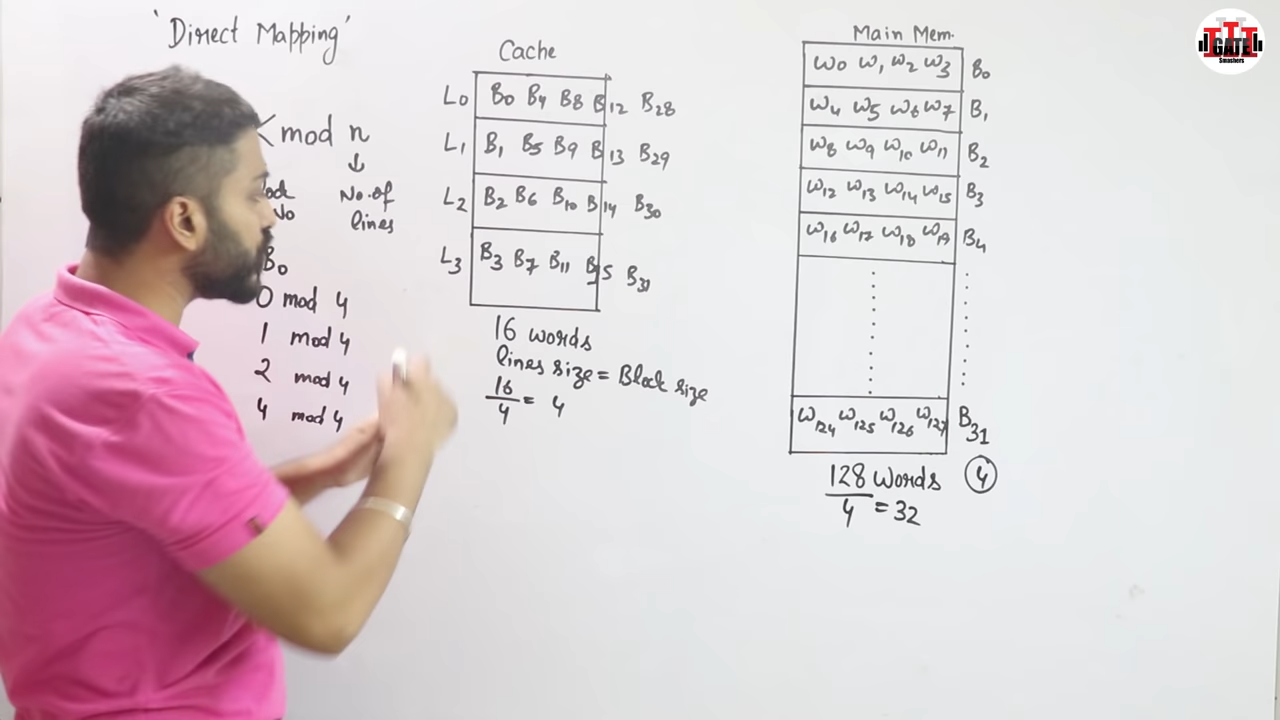 'Direct Mapping'
mod n
No. of
lines
No
B0
0 mod 4
1 mod 4
2 mod 4
4 mod 4
Cache
L0 B0 B4 B8 B12 B28
L1 B1 B5 B9 B13 B29
L2 B2 B6 B10 B14 B30
L3 B3 B7 B11 B15 B31
16 words
lines size = Block size
16/4 = 4
Main Mem.
W0 W1 W2 W3 B0
W4 W5 W6 W7 B1
W8 W9 W10 W11 B2
W12 W13 W14 W15 B3
W16 W17 W18 W19 B4
W124 W125 W126 W127 B31
128 words 4
128/4 = 32
GATE
Smashers